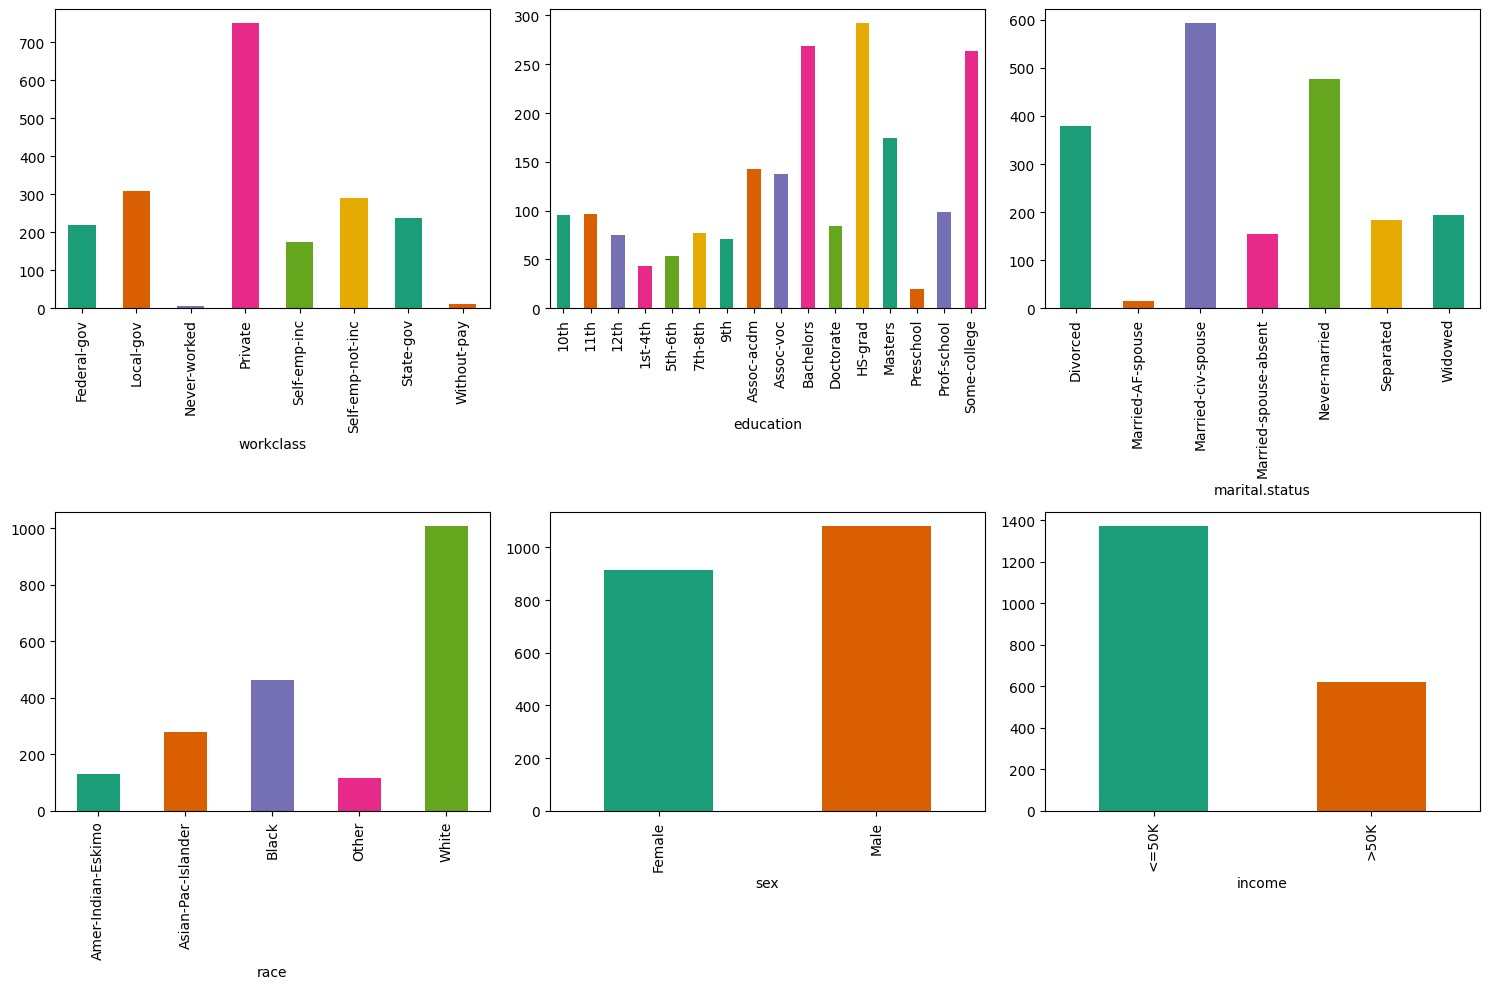 700
600
500
400
300
200
100
0
Federal-gov
Local-gov
Never-worked
Private
Self-emp-inc
Self-emp-not-inc
State-gov
Without-pay
workclass
300
250
200
150
100
50
0
10th
11th
12th
1st-4th
5th-6th
7th-8th
9th
Assoc-acdm
Assoc-voc
Bachelors
Doctorate
HS-grad
Masters
Preschool
Prof-school
Some-college
education
600
500
400
300
200
100
0
Divorced
Married-AF-spouse
Married-civ-spouse
Married-spouse-absent
Never-married
Separated
Widowed
marital.status
1000
800
600
400
200
0
Amer-Indian-Eskimo
Asian-Pac-Islander
Black
Other
White
race
1000
800
600
400
200
0
Female
Male
sex
1400
1200
1000
800
600
400
200
0
<=50K
>50K
income